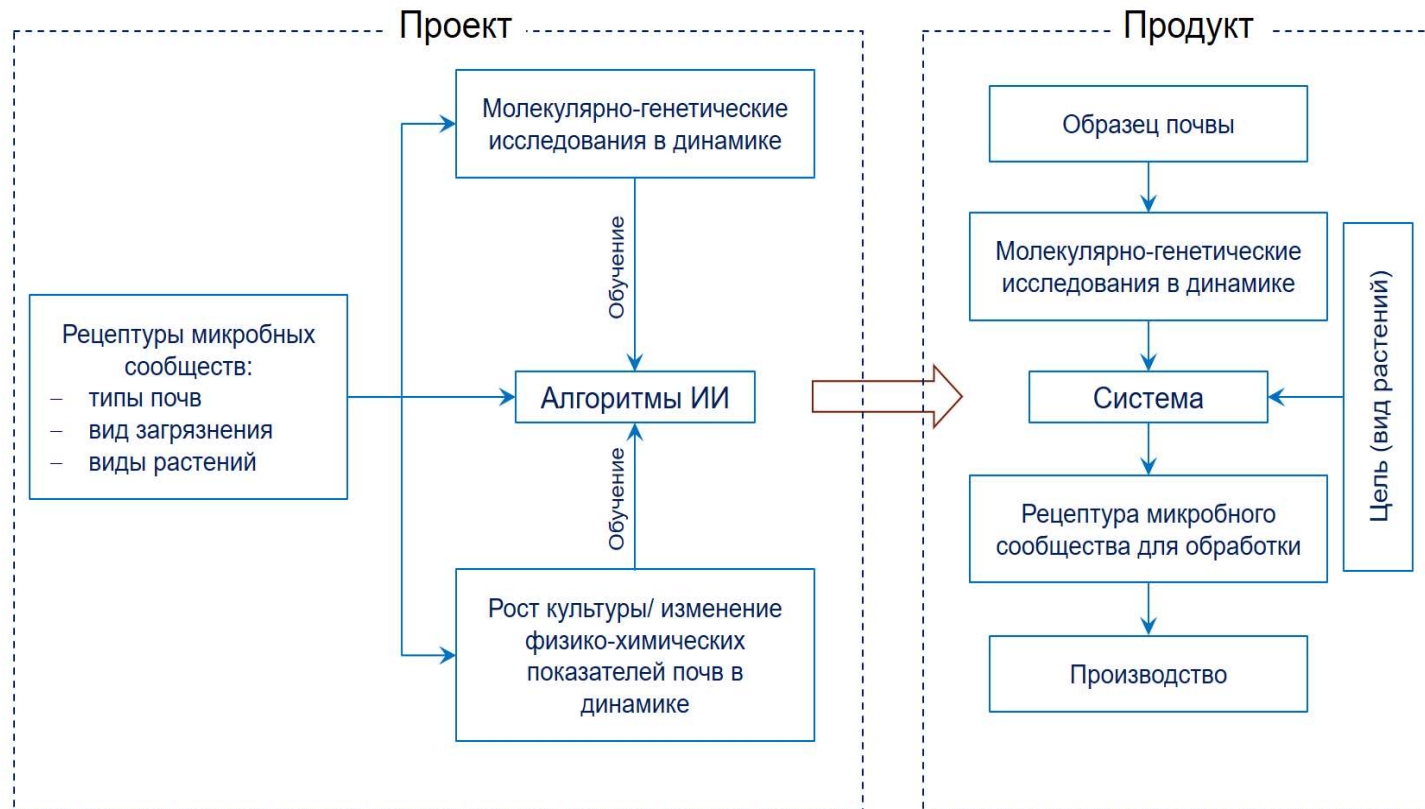 Проект
Молекулярно-генетические
исследования в динамике
Обучение
Рецептуры микробных
сообществ:
– типы почв
– вид загрязнения
– виды растений
Алгоритмы ИИ
Обучение
Рост культуры/ изменение
физико-химических
показателей почв в
динамике
Продукт
Образец почвы
Молекулярно-генетические
исследования в динамике
Система
Цель (вид растений)
Рецептура микробного
сообщества для обработки
Производство